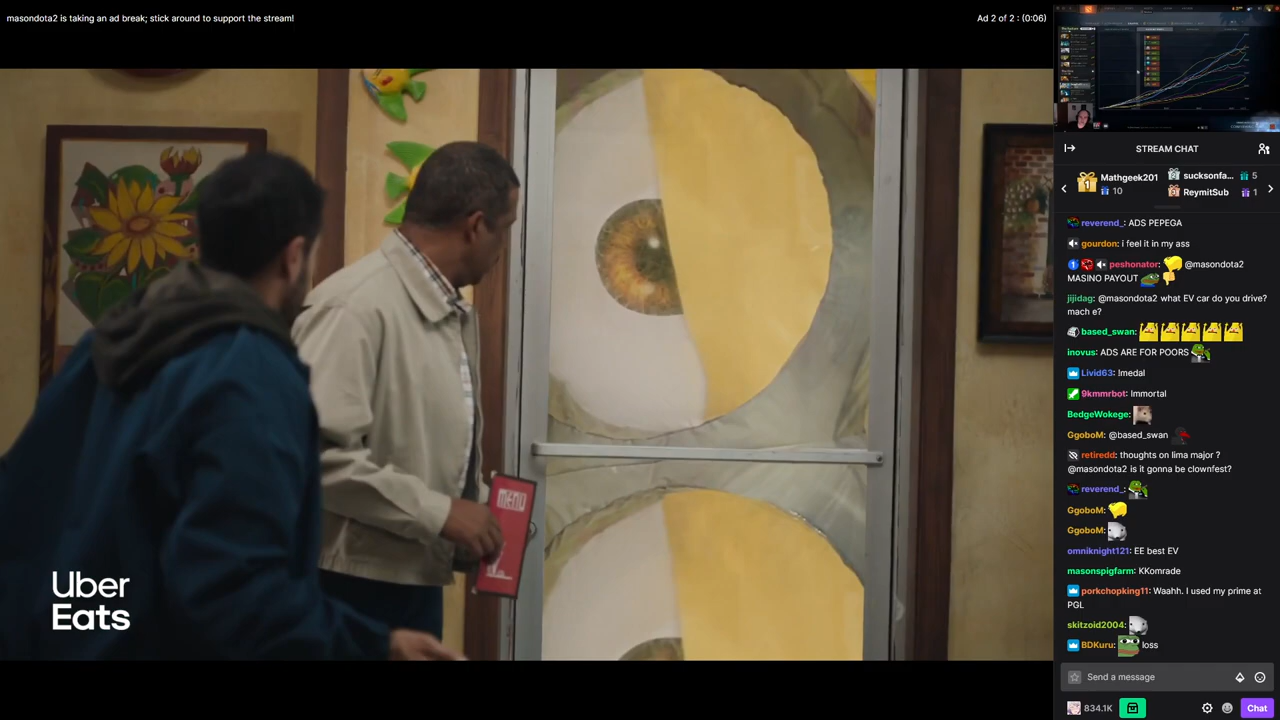 masondota2 is taking an ad break; stick around to support the stream!
Ad 2 of 2 : (0:06)
MENU
Uber
Eats
STREAM CHAT
1
Mathgeek201
10
sucksonfa...
5
ReymitSub
1
reverend_: ADS PEPEGA
gourdon: i feel it in my ass
peshonator: @masondota2
MASINO PAYOUT
jijidag: @masondota2 what EV car do you drive?
mach e?
based_swan:
inovus: ADS ARE FOR POORS
Livid63: !medal
9kmmrbot: Immortal
BedgeWokege:
GgoboM: @based_swan
retiredd: thoughts on lima major ?
@masondota2 is it gonna be clownfest?
reverend_:
GgoboM:
GgoboM:
omniknight121: EE best EV
masonspigfarm: KKomrade
porkchopking11: Waahh. I used my prime at
PGL
skitzoid2004:
BDKuru: loss
Send a message
834.1K
Chat